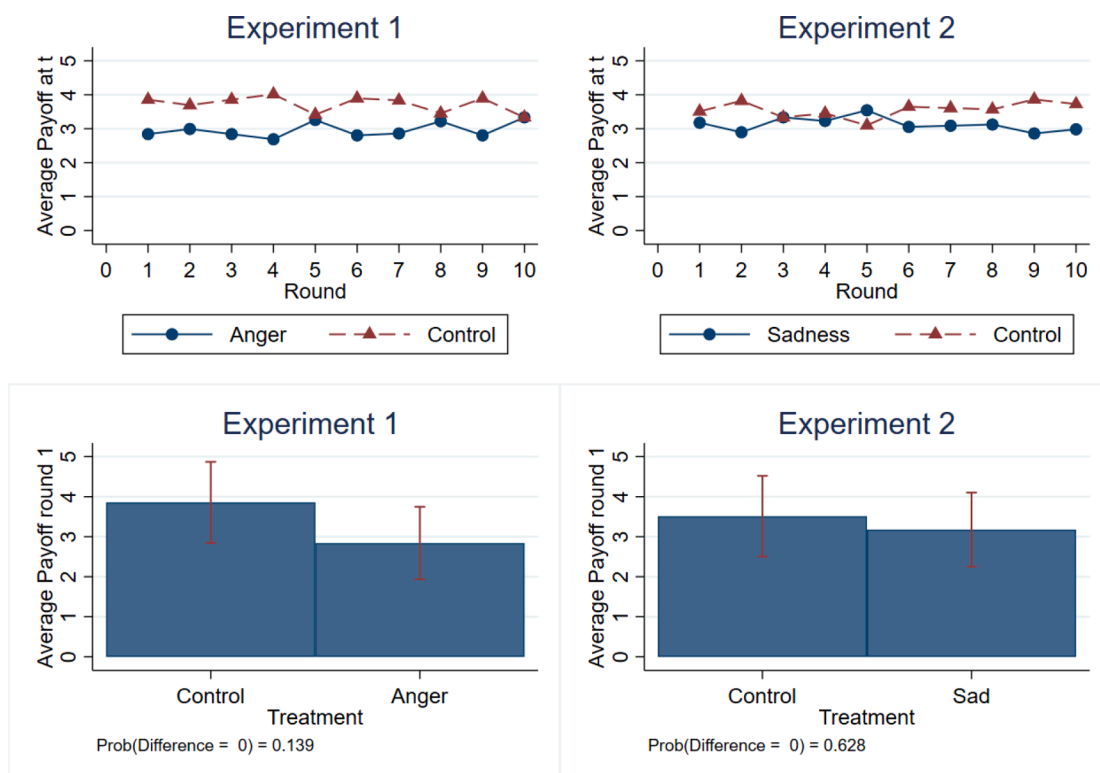 Experiment 1
Average Payoff at t
5
4
3
2
1
0
0 1 2 3 4 5 6 7 8 9 10
Round
Anger Control
Experiment 2
Average Payoff at t
5
4
3
2
1
0
0 1 2 3 4 5 6 7 8 9 10
Round
Sadness Control
Experiment 1
Average Payoff round 1
5
4
3
2
1
0
Control Anger
Treatment
Prob(Difference = 0) = 0.139
Experiment 2
Average Payoff round 1
5
4
3
2
1
0
Control Sad
Treatment
Prob(Difference = 0) = 0.628